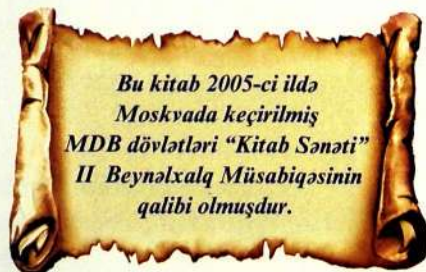 Bu kitab 2005-ci ildə
Moskvada keçirilmiş
MDB dövlətləri “Kitab Sənəti”
II Beynəlxalq Müsabiqəsinin
qalibi olmuşdur.